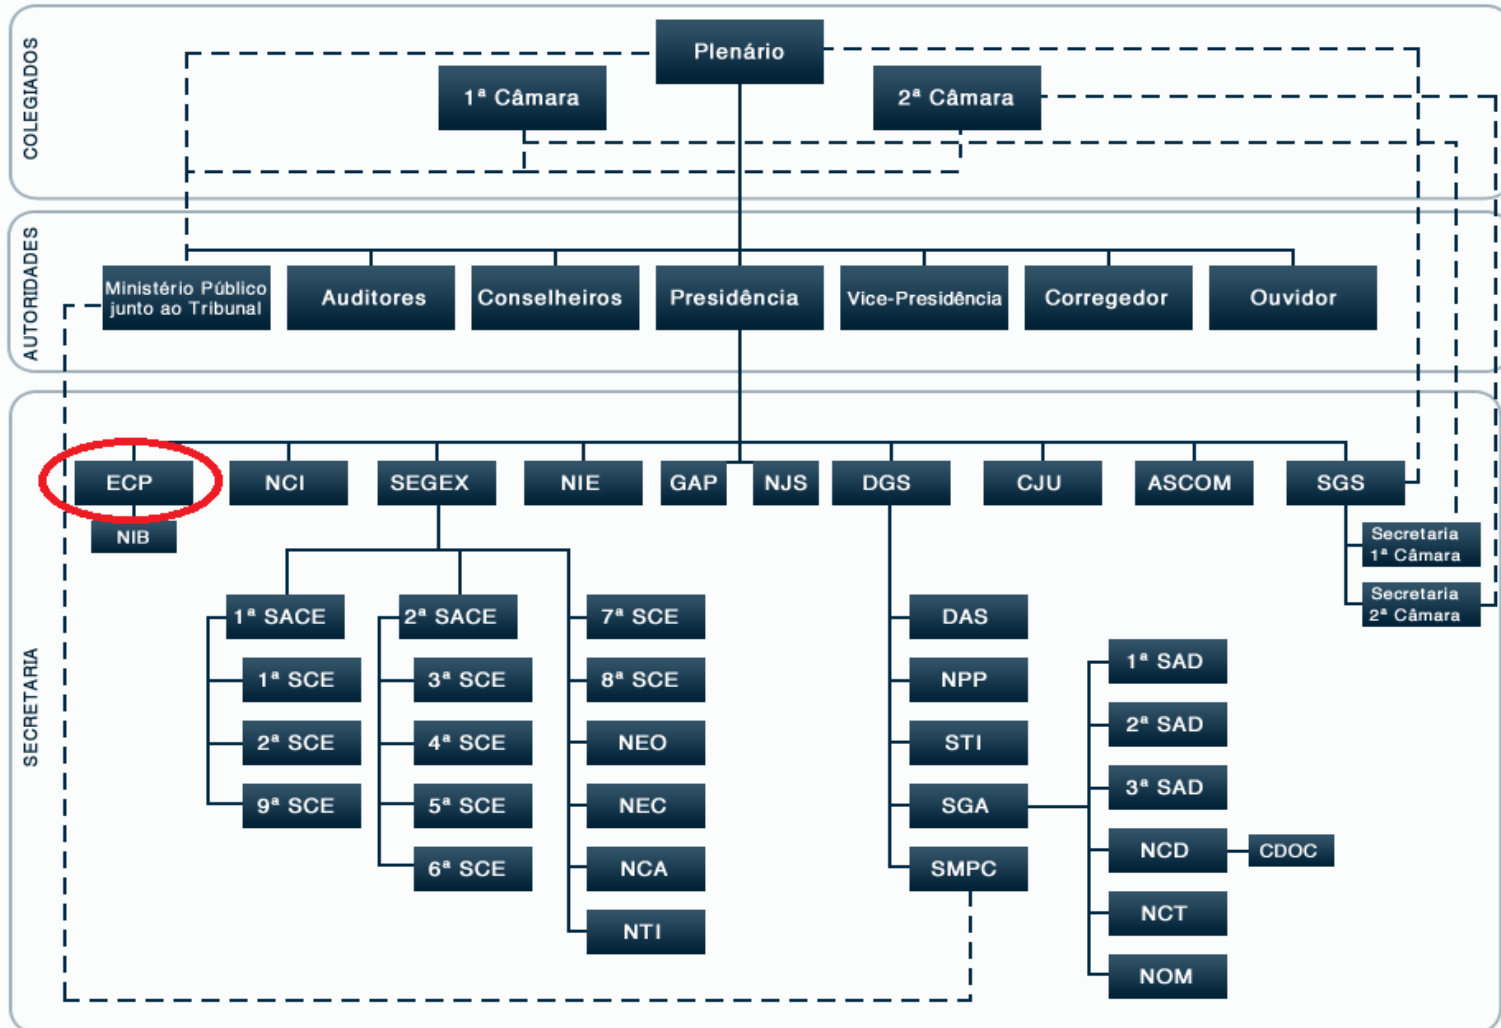 COLEGIADOS
Plenário
1ª Câmara
2ª Câmara
AUTORIDADES
Ministério Público
junto ao Tribunal
Auditores
Conselheiros
Presidência
Vice-Presidência
Corregedor
Ouvidor
SECRETARIA
ECP
NCI
SEGEX
NIE
GAP
NJS
DGS
CJU
ASCOM
SGS
NIB
Secretaria
1ª Câmara
Secretaria
2ª Câmara
1ª SACE
1ª SCE
2ª SCE
9ª SCE
2ª SACE
3ª SCE
4ª SCE
5ª SCE
6ª SCE
7ª SCE
8ª SCE
NEO
NEC
NCA
NTI
DAS
NPP
STI
SGA
SMPC
1ª SAD
2ª SAD
3ª SAD
NCD
CDOC
NCT
NOM